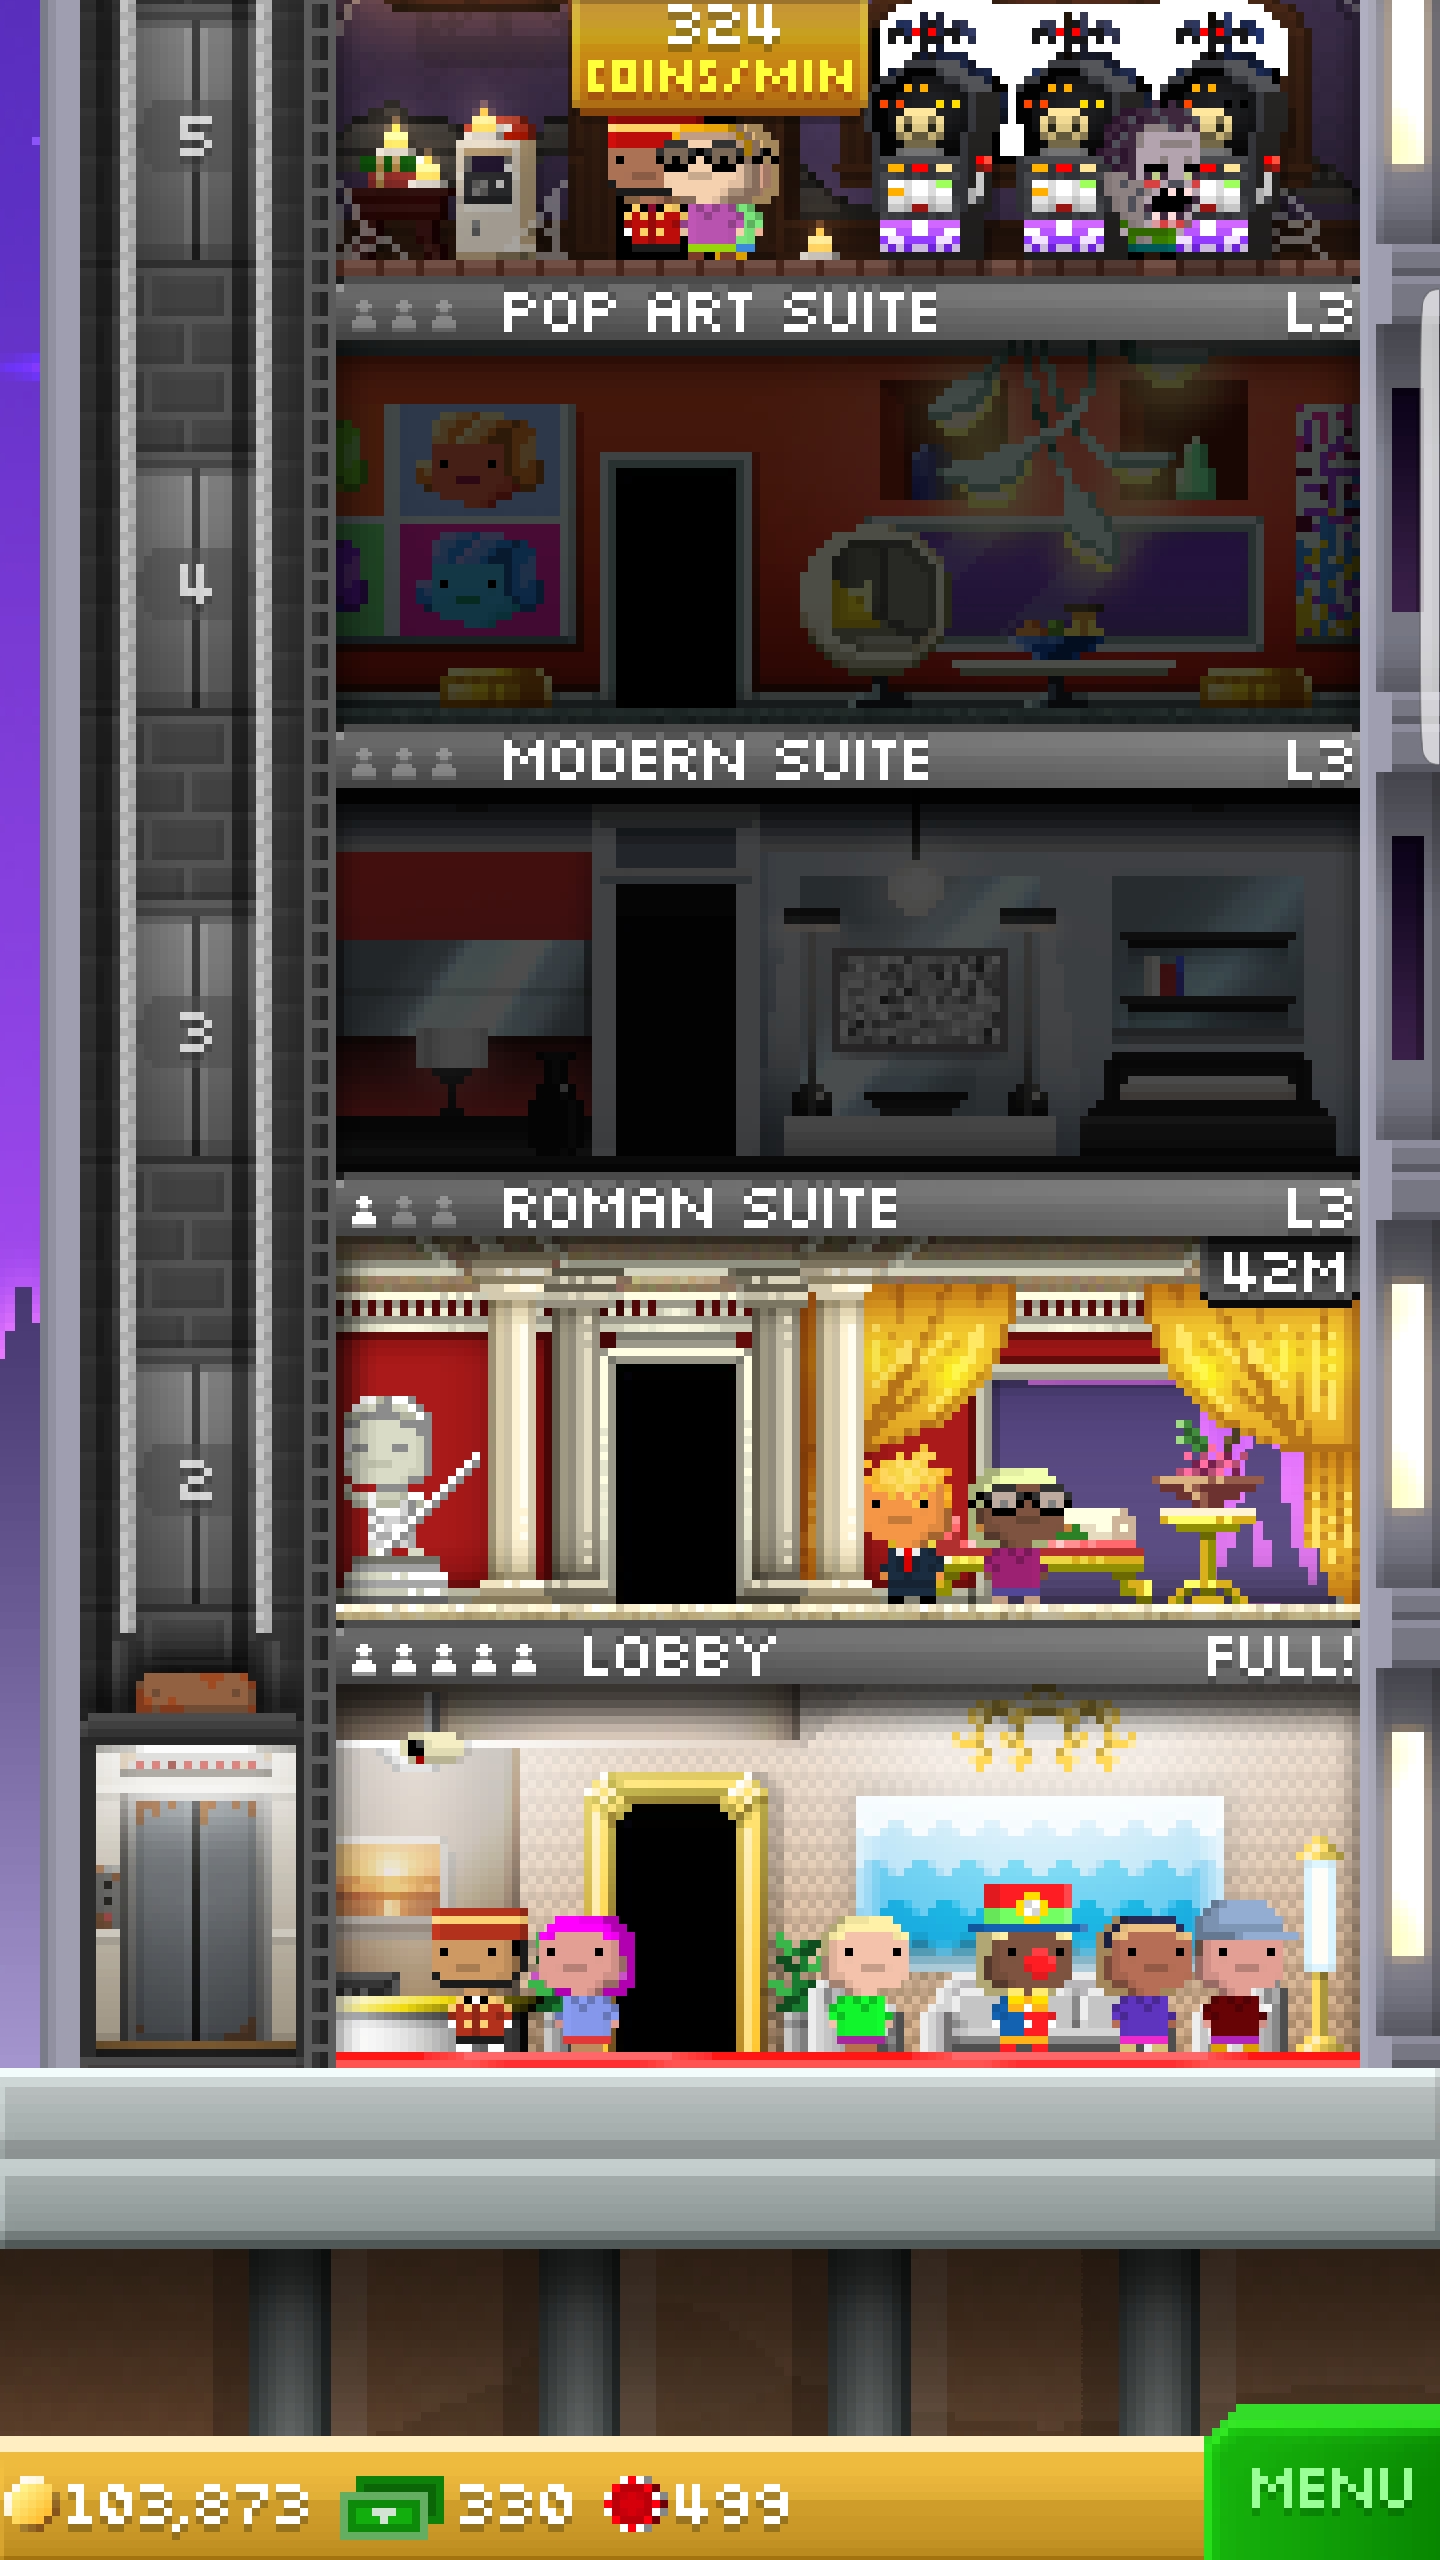 324
COINS/MIN
5
POP ART SUITE L3
4
MODERN SUITE L3
3
ROMAN SUITE L3
42M
2
LOBBY FULL!
103,873 330 499
MENU